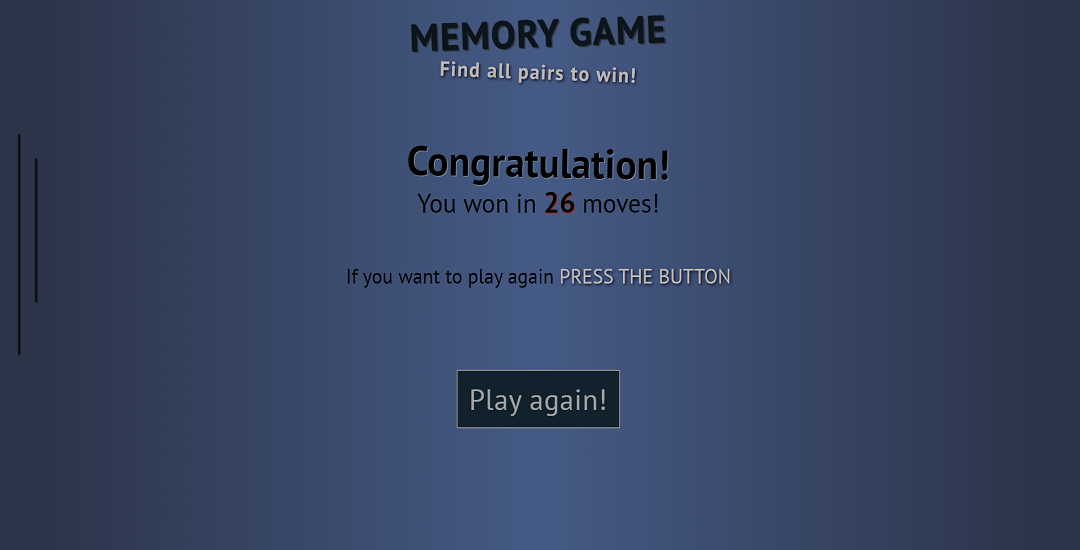 MEMORY GAME
Find all pairs to win!
Congratulation!
You won in 26 moves!
If you want to play again PRESS THE BUTTON
Play again!